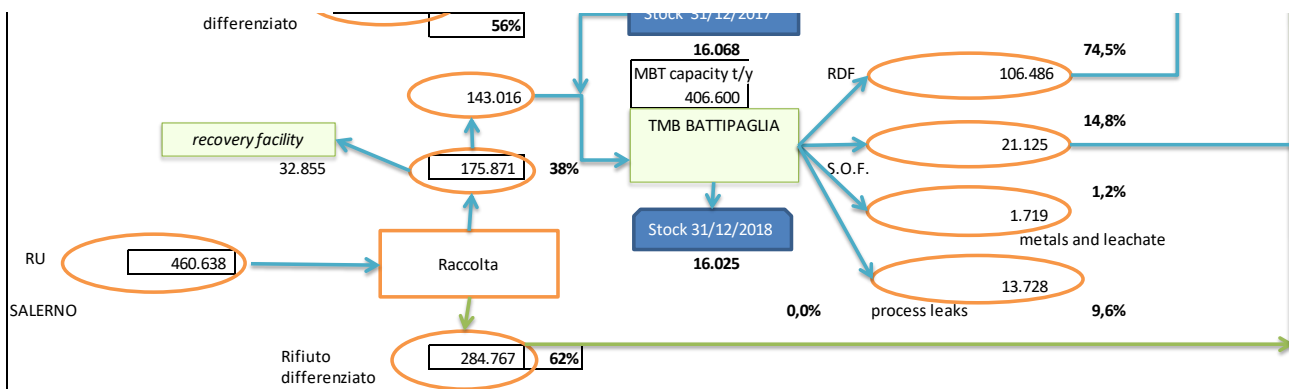 differenziato
56%
Stock 31/12/2017
16.068
MBT capacity t/y
406.600
TMB BATTIPAGLIA
143.016
recovery facility
32.855
175.871
38%
RU
460.638
Raccolta
SALERNO
Stock 31/12/2018
16.025
RDF
106.486
74,5%
14,8%
21.125
S.O.F.
1,2%
1.719
metals and leachate
13.728
0,0%
process leaks
9,6%
Rifiuto
differenziato
284.767
62%